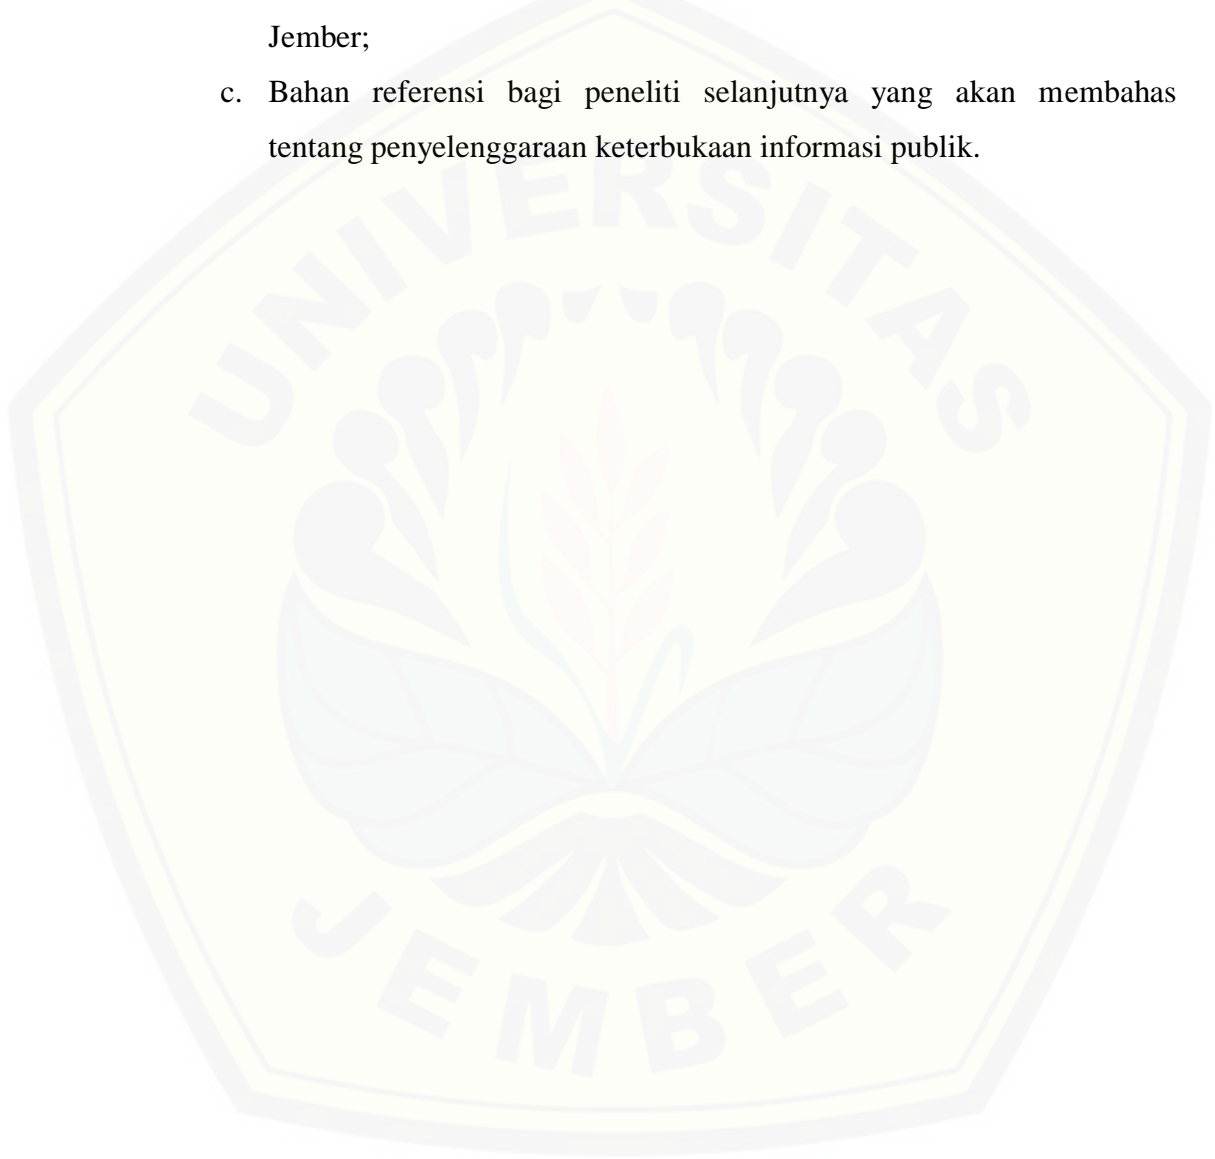 Jember;
c. Bahan referensi bagi peneliti selanjutnya yang akan membahas
tentang penyelenggaraan keterbukaan informasi publik.
UNIVERSITAS
JEMBER